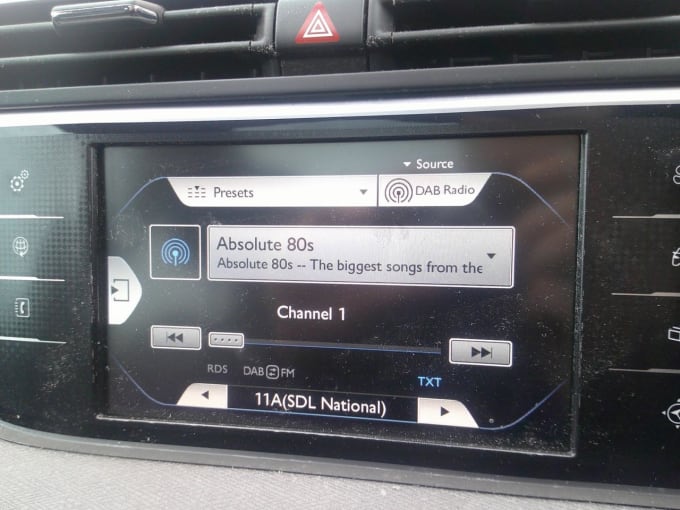 Source
Presets
DAB Radio
Absolute 80s
Absolute 80s -- The biggest songs from the
Channel 1
RDS DAB FM
TXT
11A(SDL National)